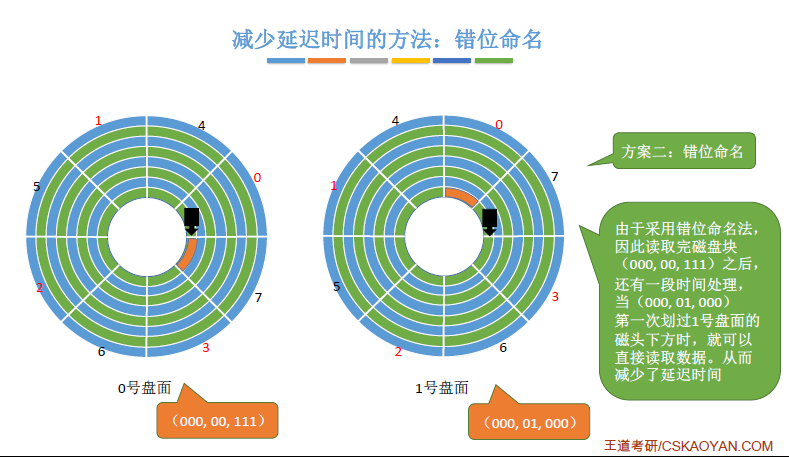 减少延迟时间的方法：错位命名
1
4
0
5
2
7
6
3
0号盘面
（000, 00, 111）
4
0
1
7
5
3
2
6
1号盘面
（000, 01, 000）
方案二：错位命名
由于采用错位命名法，
因此读取完磁盘块
（000, 00, 111）之后，
还有一段时间处理，
当（000, 01, 000）
第一次划过1号盘面的
磁头下方时，就可以
直接读取数据。从而
减少了延迟时间
王道考研/CSKAOYAN.COM